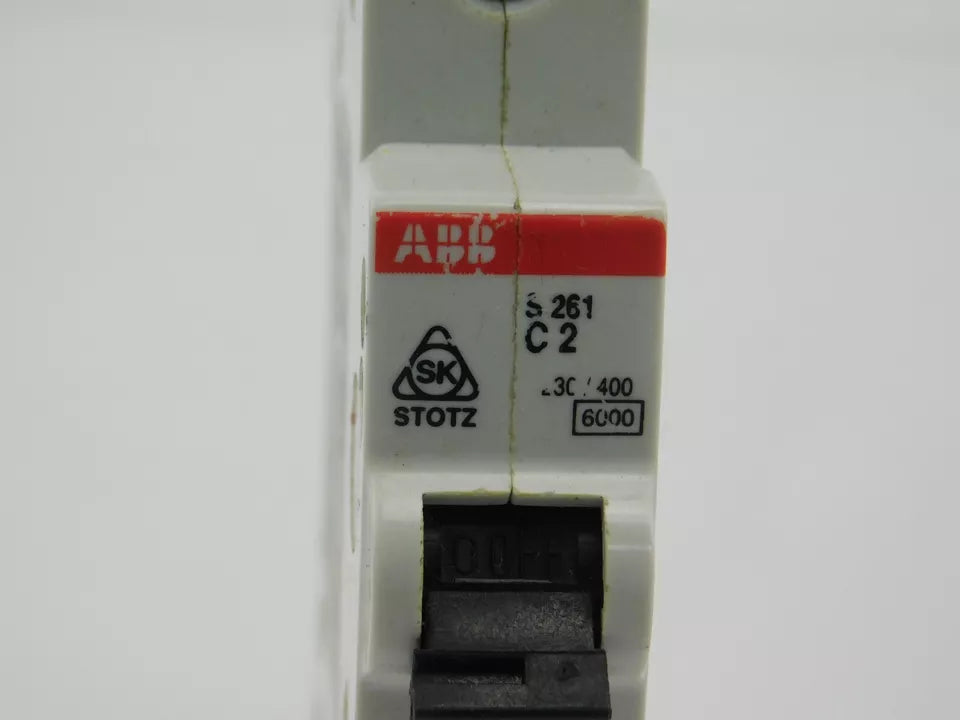 ABB
S 261
C 2
SK
STOTZ
230/400
6000